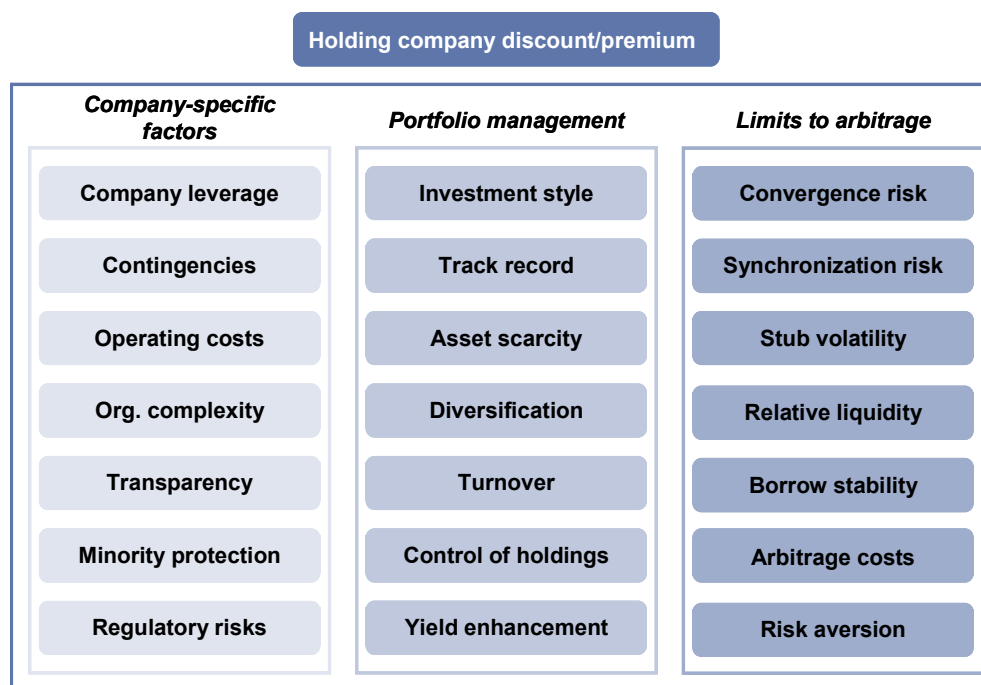 Holding company discount/premium
Company-specific
factors
Company leverage
Contingencies
Operating costs
Org. complexity
Transparency
Minority protection
Regulatory risks
Portfolio management
Investment style
Track record
Asset scarcity
Diversification
Turnover
Control of holdings
Yield enhancement
Limits to arbitrage
Convergence risk
Synchronization risk
Stub volatility
Relative liquidity
Borrow stability
Arbitrage costs
Risk aversion